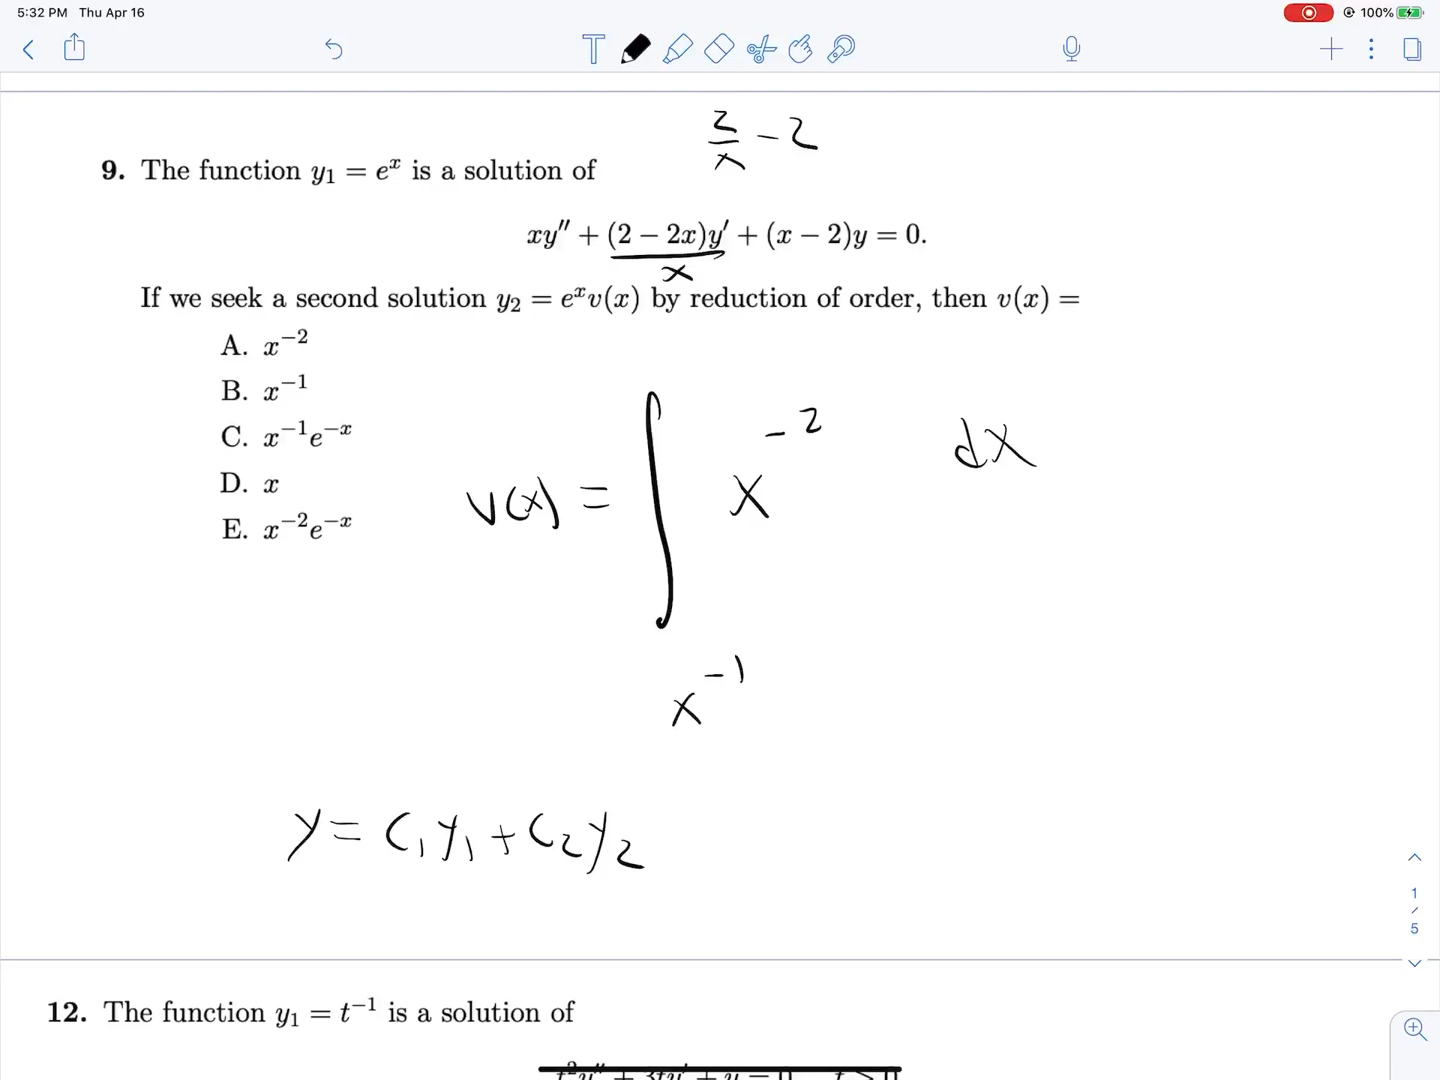 5:32 PM Thu Apr 16
100%
2/x - 2
9. The function y₁ = eˣ is a solution of
xy″ + (2 − 2x)y′ + (x − 2)y = 0.
x
If we seek a second solution y₂ = eˣv(x) by reduction of order, then v(x) =
A. x⁻²
B. x⁻¹
C. x⁻¹e⁻ˣ
D. x
E. x⁻²e⁻ˣ
v(x) = ∫ x⁻² dx
x⁻¹
y = C₁y₁ + C₂y₂
1
/
5
12. The function y₁ = t⁻¹ is a solution of